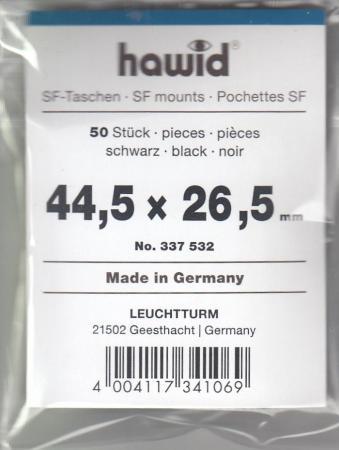 hawid®
SF-Taschen · SF mounts · Pochettes SF
50 Stück · pieces · pièces
schwarz · black · noir
44,5 x 26,5 mm
No. 337 532
Made in Germany
LEUCHTTURM
21502 Geesthacht | Germany
4 004117 341069